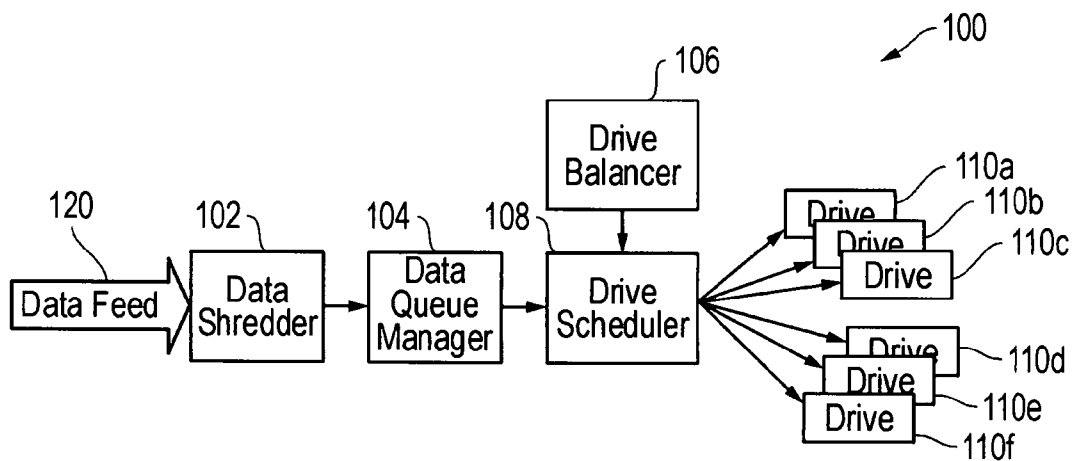 100
106
Drive
Balancer
110a
Drive
110b
Drive
110c
Drive
120
102
104
108
Data Feed
Data
Shredder
Data
Queue
Manager
Drive
Scheduler
Drive
110d
Drive
110e
Drive
110f